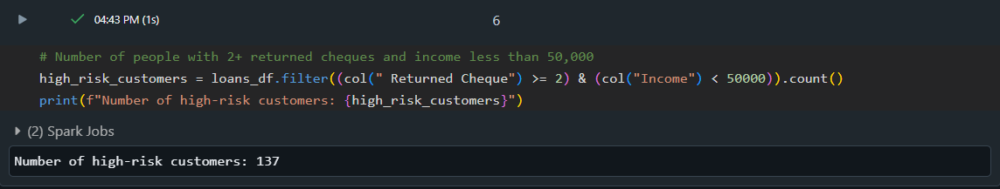 04:43 PM (1s)
6
# Number of people with 2+ returned cheques and income less than 50,000
high_risk_customers = loans_df.filter((col(" Returned Cheque") >= 2) & (col("Income") < 50000)).count()
print(f"Number of high-risk customers: {high_risk_customers}")
(2) Spark Jobs
Number of high-risk customers: 137